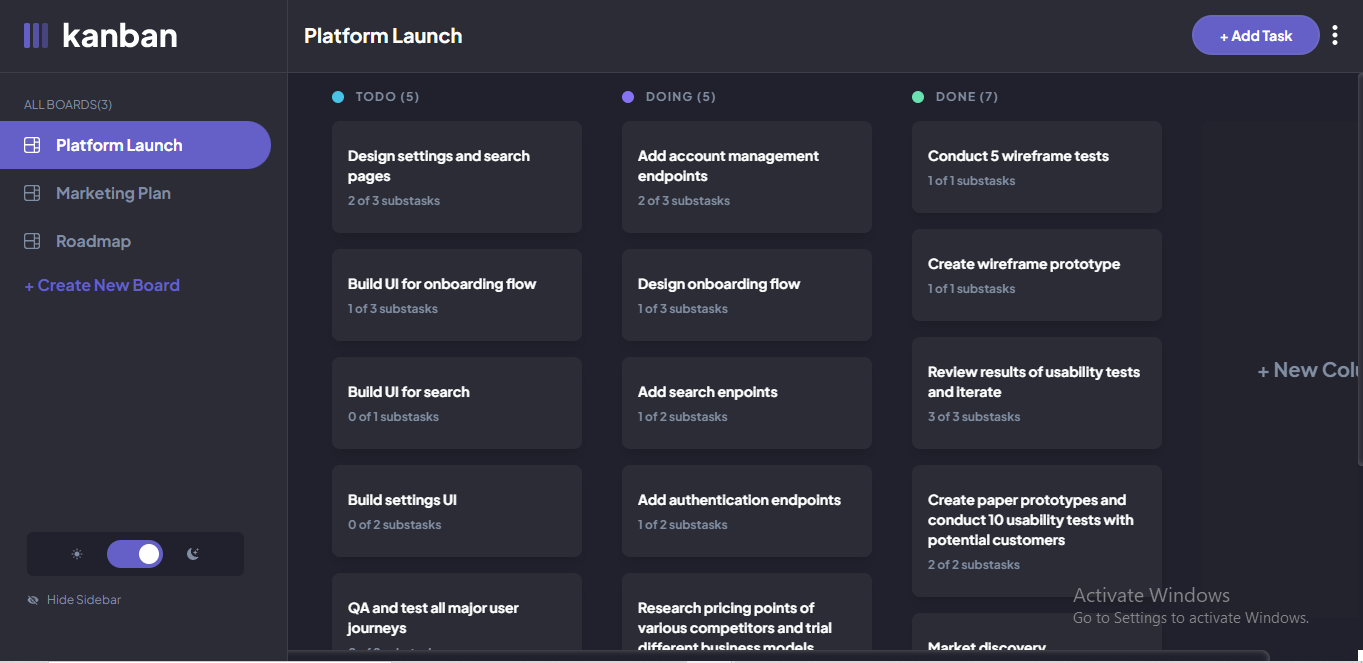 kanban
Platform Launch
+ Add Task
ALL BOARDS(3)
Platform Launch
Marketing Plan
Roadmap
+ Create New Board
Hide Sidebar
TODO (5)
Design settings and search
pages
2 of 3 substasks
Build UI for onboarding flow
1 of 3 substasks
Build UI for search
0 of 1 substasks
Build settings UI
0 of 2 substasks
QA and test all major user
journeys
DOING (5)
Add account management
endpoints
2 of 3 substasks
Design onboarding flow
1 of 3 substasks
Add search enpoints
1 of 2 substasks
Add authentication endpoints
1 of 2 substasks
Research pricing points of
various competitors and trial
different business models
DONE (7)
Conduct 5 wireframe tests
1 of 1 substasks
Create wireframe prototype
1 of 1 substasks
Review results of usability tests
and iterate
3 of 3 substasks
Create paper prototypes and
conduct 10 usability tests with
potential customers
2 of 2 substasks
Market discovery
+ New Colu
Activate Windows
Go to Settings to activate Windows.